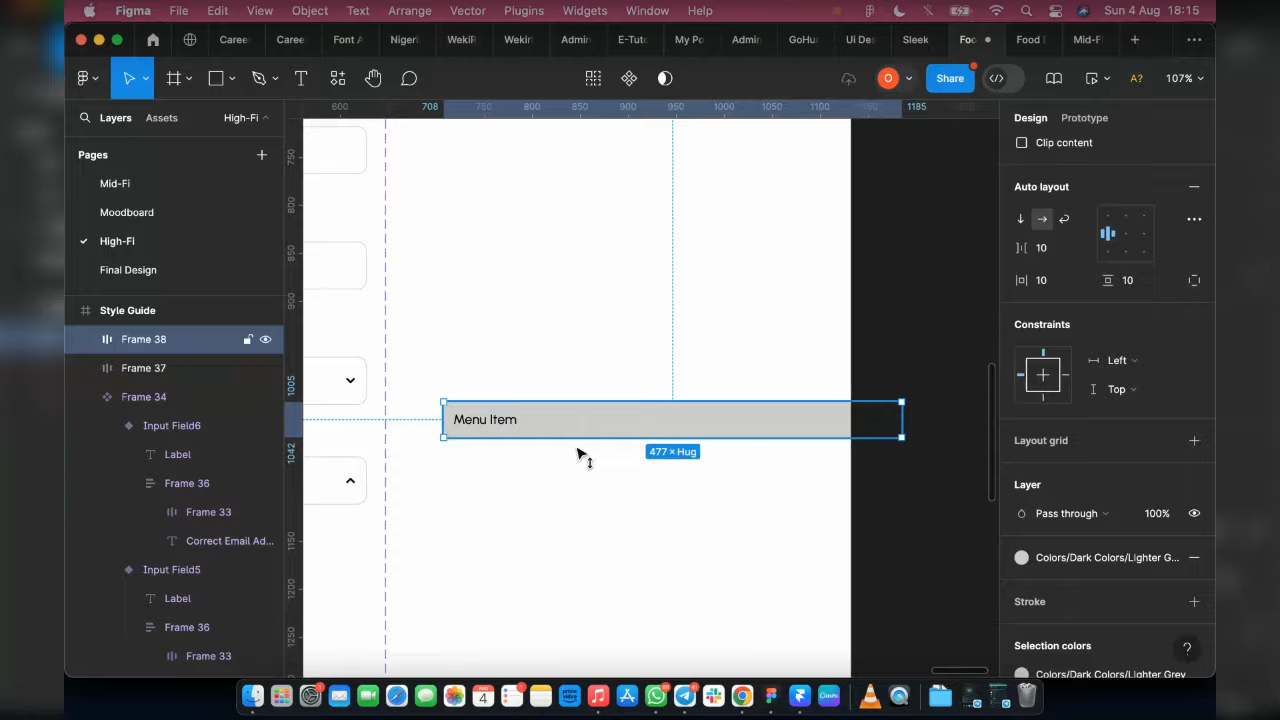 Figma File Edit View Object Text Arrange Vector Plugins Widgets Window Help Sun 4 Aug 18:15
Caree Caree Font A Nigeri WekiF Wekin Admin E-Tuto My Po Admin GoHu Ui Des Sleek Foo Food Mid-Fi
O Share A? 107%
Layers Assets High-Fi
Pages
Mid-Fi
Moodboard
High-Fi
Final Design
Style Guide
Frame 38
Frame 37
Frame 34
Input Field6
Label
Frame 36
Frame 33
Correct Email Ad...
Input Field5
Label
Frame 36
Frame 33
600 708 750 800 850 900 950 1000 1050 1100 1185
750
800
850
900
1005
1042
1150
1200
1250
Menu Item
477 × Hug
Design Prototype
Clip content
Auto layout
10
10 10
Constraints
Left
Top
Layout grid
Layer
Pass through 100%
Colors/Dark Colors/Lighter G...
Stroke
Selection colors
Colors/Dark Colors/Lighter Grey
?